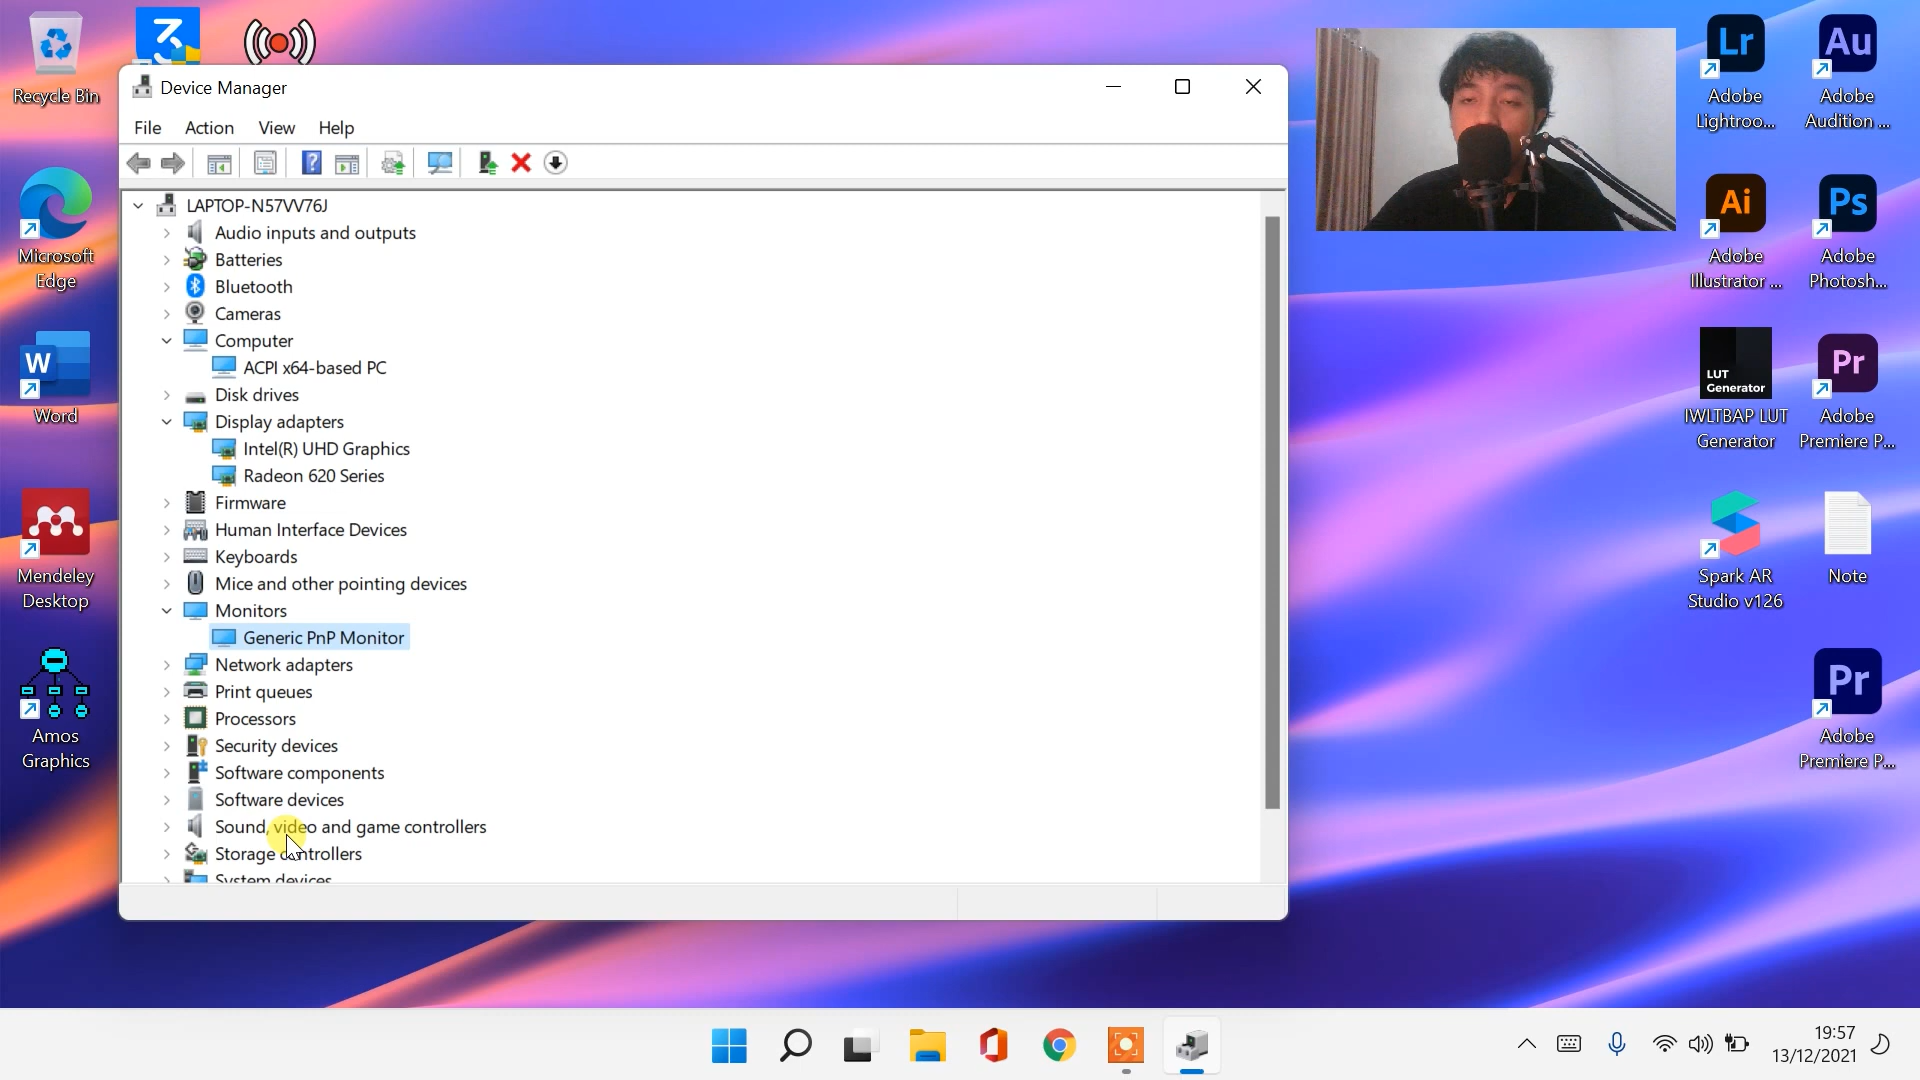 Recycle Bin
Microsoft
Edge
W
Word
Mendeley
Desktop
Amos
Graphics
3
Device Manager
File Action View Help
?
LAPTOP-N57VV76J
Audio inputs and outputs
Batteries
Bluetooth
Cameras
Computer
ACPI x64-based PC
Disk drives
Display adapters
Intel(R) UHD Graphics
Radeon 620 Series
Firmware
Human Interface Devices
Keyboards
Mice and other pointing devices
Monitors
Generic PnP Monitor
Network adapters
Print queues
Processors
Security devices
Software components
Software devices
Sound, video and game controllers
Storage controllers
System devices
Lr
Adobe
Lightroo...
Au
Adobe
Audition ...
Ai
Adobe
Illustrator ...
Ps
Adobe
Photosh...
LUT
Generator
IWLTBAP LUT
Generator
Pr
Adobe
Premiere P...
Spark AR
Studio v126
Note
Pr
Adobe
Premiere P...
19:57
13/12/2021